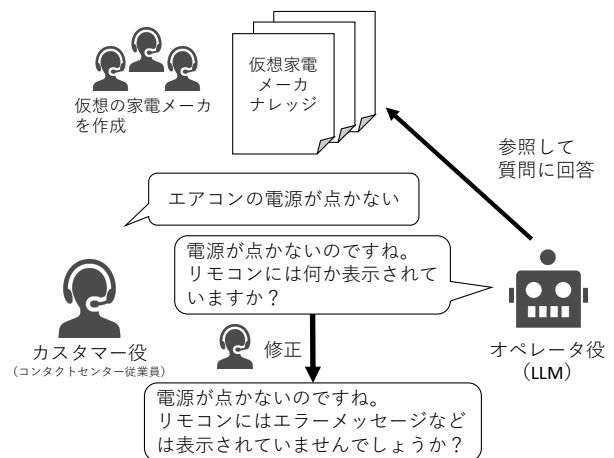 仮想の家電メーカ
を作成
仮想家電
メーカ
ナレッジ
参照して
質問に回答
エアコンの電源が点かない
電源が点かないのですね。
リモコンには何か表示されて
いますか？
カスタマー役
（コンタクトセンター従業員）
修正
オペレータ役
（LLM）
電源が点かないのですね。
リモコンにはエラーメッセージなど
は表示されていませんでしょうか？